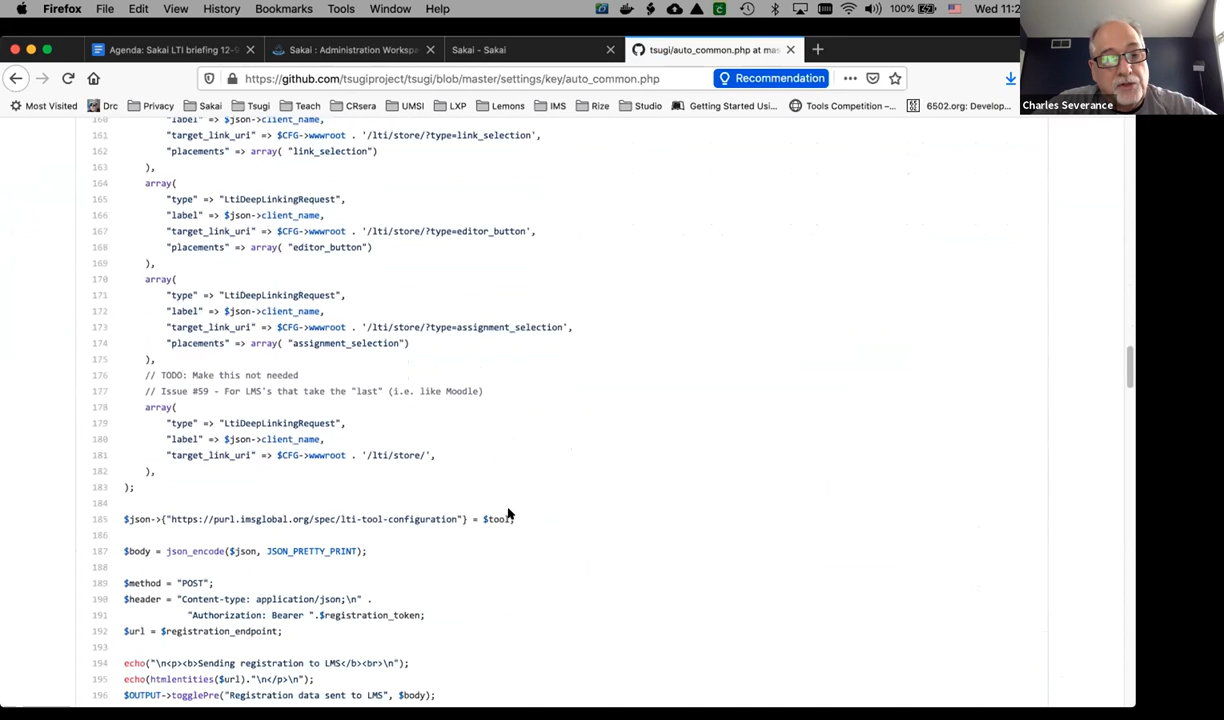 Firefox File Edit View History Bookmarks Tools Window Help 100% Wed 11:2
Agenda: Sakai LTI briefing 12-9 Sakai : Administration Workspa Sakai - Sakai tsugi/auto_common.php at mas
https://github.com/tsugiproject/tsugi/blob/master/settings/key/auto_common.php Recommendation
Most Visited Drc Privacy Sakai Tsugi Teach CRsera UMSI LXP Lemons IMS Rize Studio Getting Started Usi... Tools Competition –... 6502.org: Develop...
Charles Severance
160 "label" => $json->client_name,
161 "target_link_uri" => $CFG->wwwroot . '/lti/store/?type=link_selection',
162 "placements" => array( "link_selection")
163 ),
164 array(
165 "type" => "LtiDeepLinkingRequest",
166 "label" => $json->client_name,
167 "target_link_uri" => $CFG->wwwroot . '/lti/store/?type=editor_button',
168 "placements" => array( "editor_button")
169 ),
170 array(
171 "type" => "LtiDeepLinkingRequest",
172 "label" => $json->client_name,
173 "target_link_uri" => $CFG->wwwroot . '/lti/store/?type=assignment_selection',
174 "placements" => array( "assignment_selection")
175 ),
176 // TODO: Make this not needed
177 // Issue #59 - For LMS's that take the "last" (i.e. like Moodle)
178 array(
179 "type" => "LtiDeepLinkingRequest",
180 "label" => $json->client_name,
181 "target_link_uri" => $CFG->wwwroot . '/lti/store/',
182 ),
183 );
184
185 $json->{"https://purl.imsglobal.org/spec/lti-tool-configuration"} = $tool;
186
187 $body = json_encode($json, JSON_PRETTY_PRINT);
188
189 $method = "POST";
190 $header = "Content-type: application/json;\n" .
191 "Authorization: Bearer ".$registration_token;
192 $url = $registration_endpoint;
193
194 echo("\n<p><b>Sending registration to LMS</b><br>\n");
195 echo(htmlentities($url)."\n</p>\n");
196 $OUTPUT->togglePre("Registration data sent to LMS", $body);